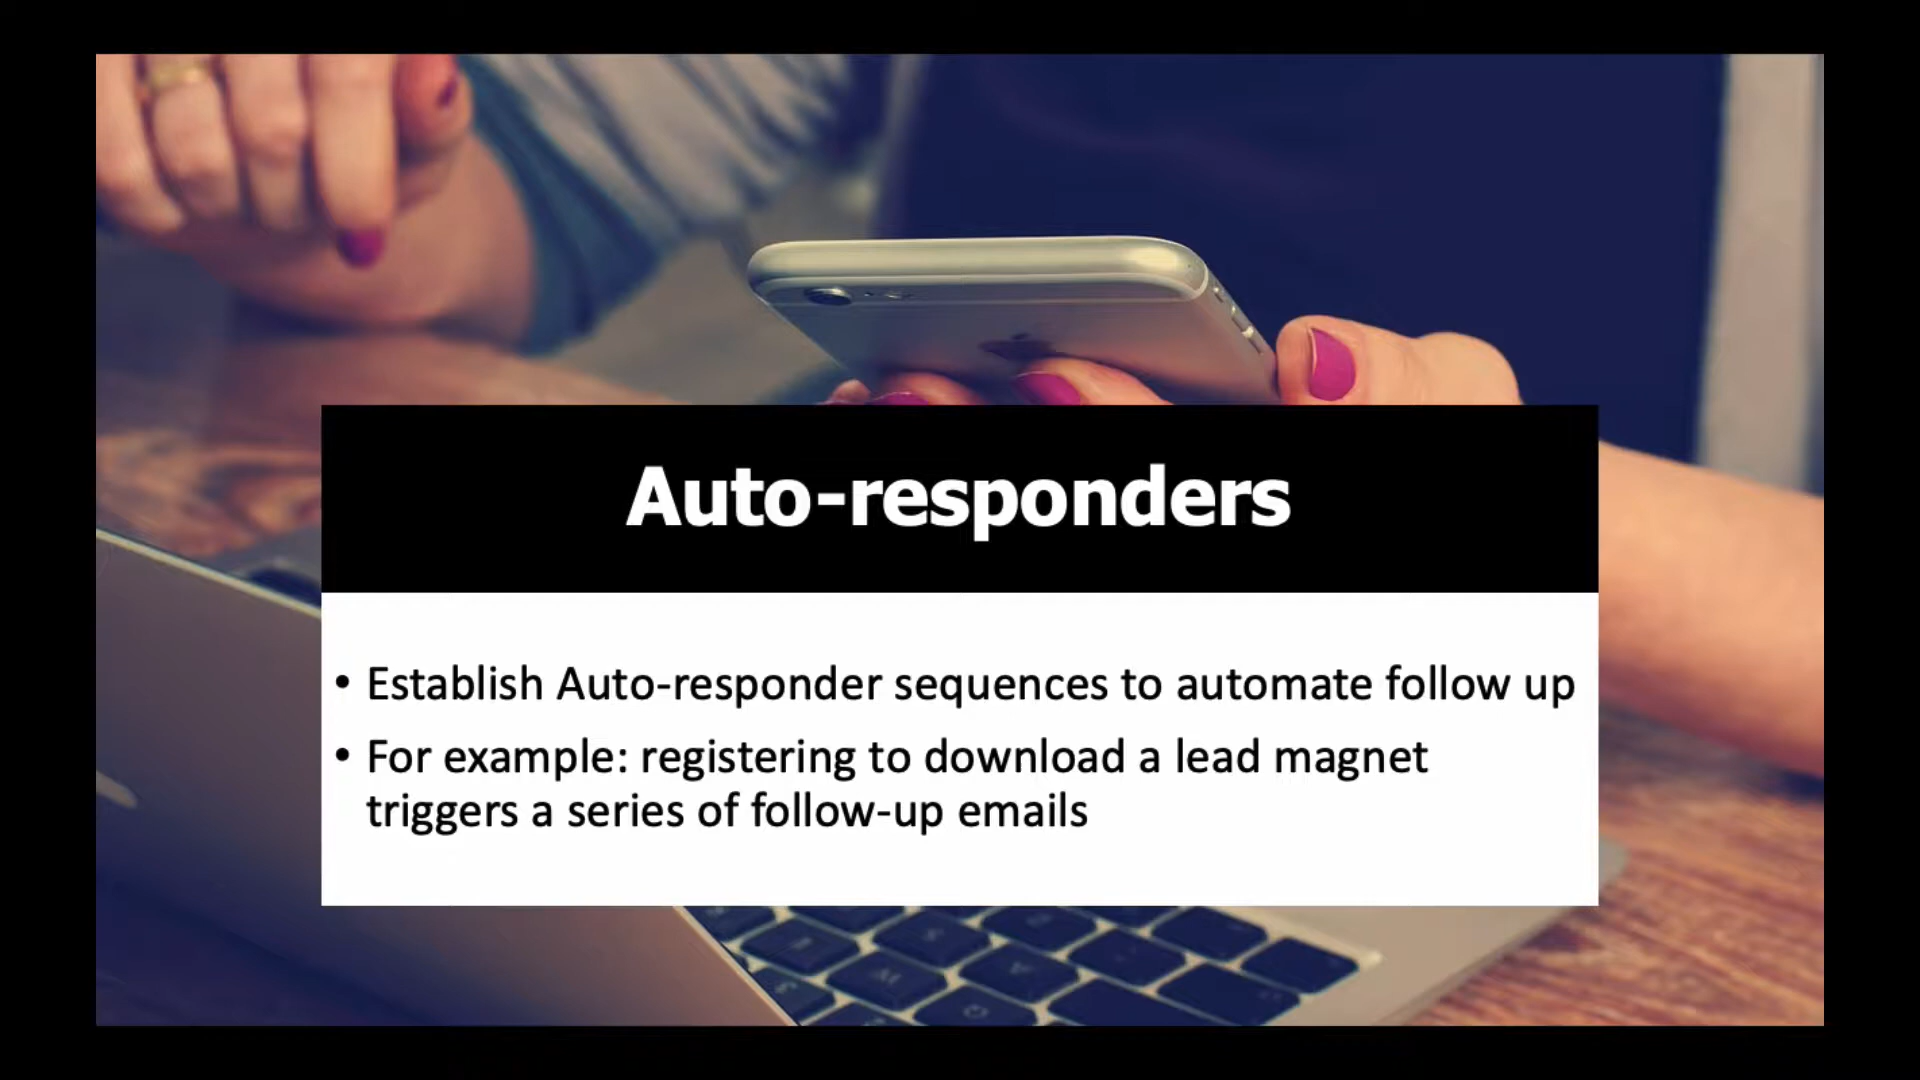 Auto-responders
• Establish Auto-responder sequences to automate follow up
• For example: registering to download a lead magnet
triggers a series of follow-up emails